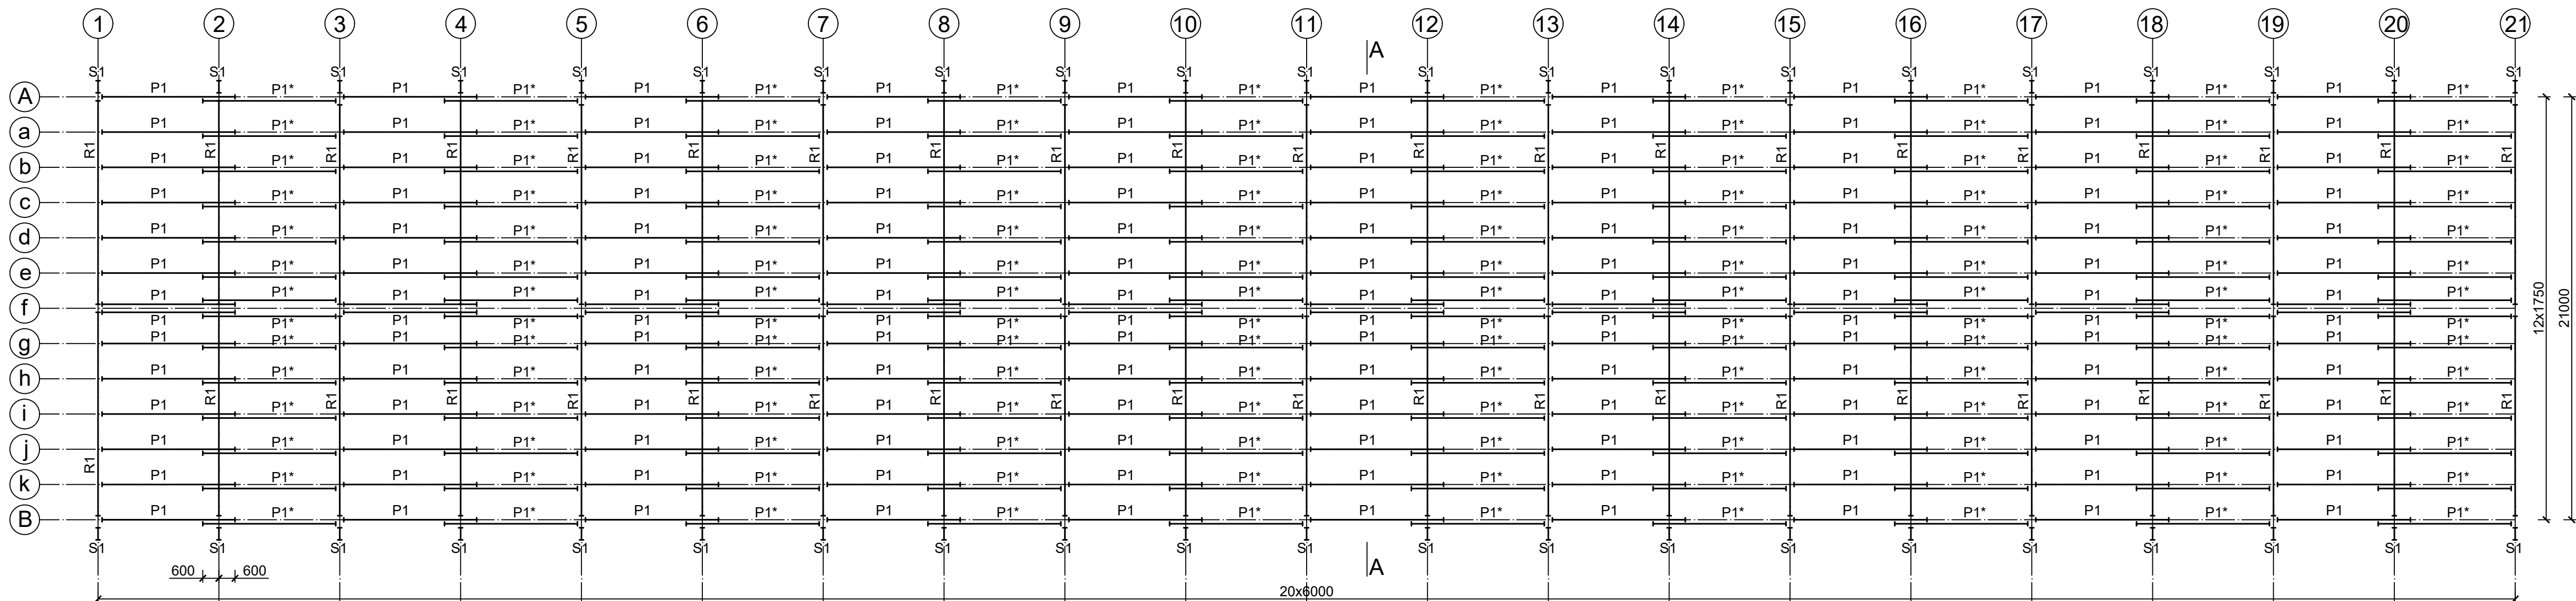 1 2 3 4 5 6 7 8 9 10 11 12 13 14 15 16 17 18 19 20 21
A
S1 S1 S1 S1 S1 S1 S1 S1 S1 S1 S1 S1 S1 S1 S1 S1 S1 S1 S1 S1 S1
A P1 P1* P1 P1* P1 P1* P1 P1* P1 P1* P1 P1* P1 P1* P1 P1* P1 P1* P1 P1*
a P1 P1* P1 P1* P1 P1* P1 P1* P1 P1* P1 P1* P1 P1* P1 P1* P1 P1* P1 P1*
R1 R1 R1 R1 R1 R1 R1 R1 R1 R1 R1 R1 R1 R1 R1 R1 R1 R1 R1 R1 R1
b P1 P1* P1 P1* P1 P1* P1 P1* P1 P1* P1 P1* P1 P1* P1 P1* P1 P1* P1 P1*
c P1 P1* P1 P1* P1 P1* P1 P1* P1 P1* P1 P1* P1 P1* P1 P1* P1 P1* P1 P1*
d P1 P1* P1 P1* P1 P1* P1 P1* P1 P1* P1 P1* P1 P1* P1 P1* P1 P1* P1 P1*
e P1 P1* P1 P1* P1 P1* P1 P1* P1 P1* P1 P1* P1 P1* P1 P1* P1 P1* P1 P1*
f P1 P1* P1 P1* P1 P1* P1 P1* P1 P1* P1 P1* P1 P1* P1 P1* P1 P1* P1 P1*
P1 P1* P1 P1* P1 P1* P1 P1* P1 P1* P1 P1* P1 P1* P1 P1* P1 P1* P1 P1*
g P1 P1* P1 P1* P1 P1* P1 P1* P1 P1* P1 P1* P1 P1* P1 P1* P1 P1* P1 P1*
h P1 P1* P1 P1* P1 P1* P1 P1* P1 P1* P1 P1* P1 P1* P1 P1* P1 P1* P1 P1*
R1 R1 R1 R1 R1 R1 R1 R1 R1 R1 R1 R1 R1 R1 R1 R1 R1 R1 R1 R1
i P1 P1* P1 P1* P1 P1* P1 P1* P1 P1* P1 P1* P1 P1* P1 P1* P1 P1* P1 P1*
j P1 P1* P1 P1* P1 P1* P1 P1* P1 P1* P1 P1* P1 P1* P1 P1* P1 P1* P1 P1*
R1
k P1 P1* P1 P1* P1 P1* P1 P1* P1 P1* P1 P1* P1 P1* P1 P1* P1 P1* P1 P1*
B P1 P1* P1 P1* P1 P1* P1 P1* P1 P1* P1 P1* P1 P1* P1 P1* P1 P1* P1 P1*
S1 S1 S1 S1 S1 S1 S1 S1 S1 S1 S1 S1 S1 S1 S1 S1 S1 S1 S1 S1 S1
A
600 600
20x6000
12x1750
21000